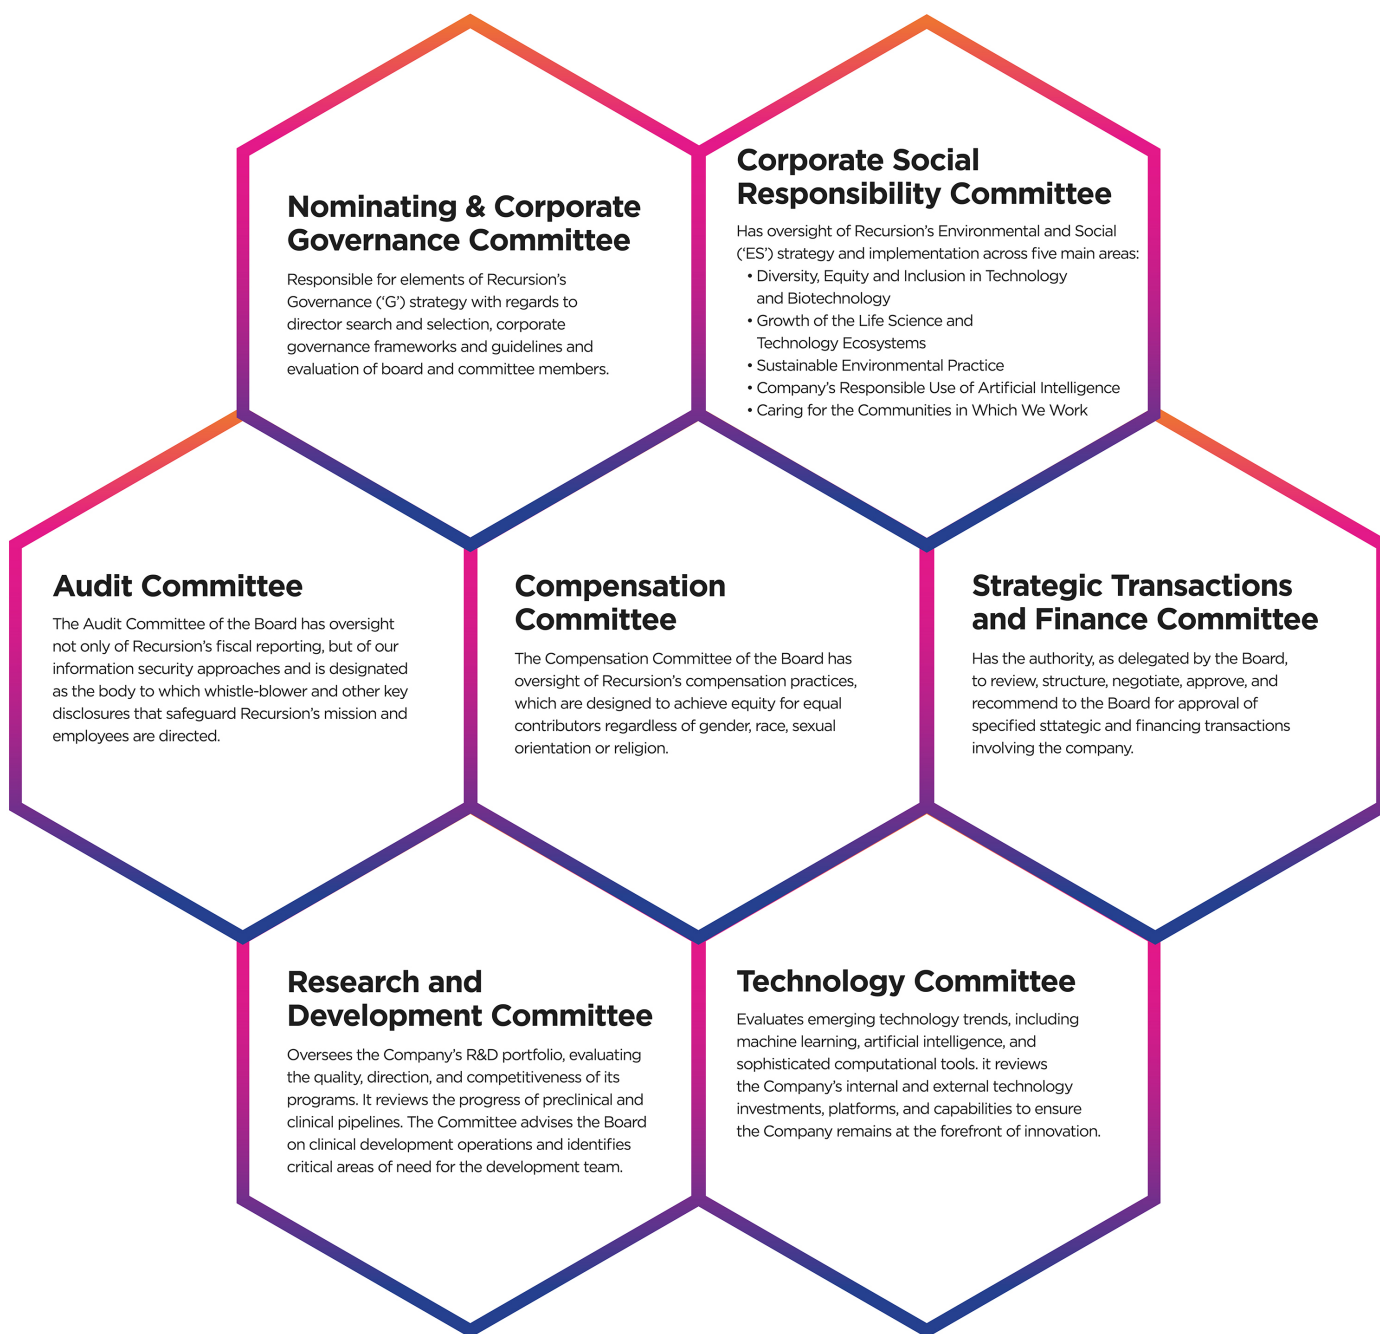 Nominating & Corporate
Governance Committee
Responsible for elements of Recursion’s
Governance (‘G’) strategy with regards to
director search and selection, corporate
governance frameworks and guidelines and
evaluation of board and committee members.
Corporate Social
Responsibility Committee
Has oversight of Recursion’s Environmental and Social
(‘ES’) strategy and implementation across five main areas:
• Diversity, Equity and Inclusion in Technology
and Biotechnology
• Growth of the Life Science and
Technology Ecosystems
• Sustainable Environmental Practice
• Company’s Responsible Use of Artificial Intelligence
• Caring for the Communities in Which We Work
Audit Committee
The Audit Committee of the Board has oversight
not only of Recursion’s fiscal reporting, but of our
information security approaches and is designated
as the body to which whistle-blower and other key
disclosures that safeguard Recursion’s mission and
employees are directed.
Compensation
Committee
The Compensation Committee of the Board has
oversight of Recursion’s compensation practices,
which are designed to achieve equity for equal
contributors regardless of gender, race, sexual
orientation or religion.
Strategic Transactions
and Finance Committee
Has the authority, as delegated by the Board,
to review, structure, negotiate, approve, and
recommend to the Board for approval of
specified sttategic and financing transactions
involving the company.
Research and
Development Committee
Oversees the Company’s R&D portfolio, evaluating
the quality, direction, and competitiveness of its
programs. It reviews the progress of preclinical and
clinical pipelines. The Committee advises the Board
on clinical development operations and identifies
critical areas of need for the development team.
Technology Committee
Evaluates emerging technology trends, including
machine learning, artificial intelligence, and
sophisticated computational tools. it reviews
the Company’s internal and external technology
investments, platforms, and capabilities to ensure
the Company remains at the forefront of innovation.